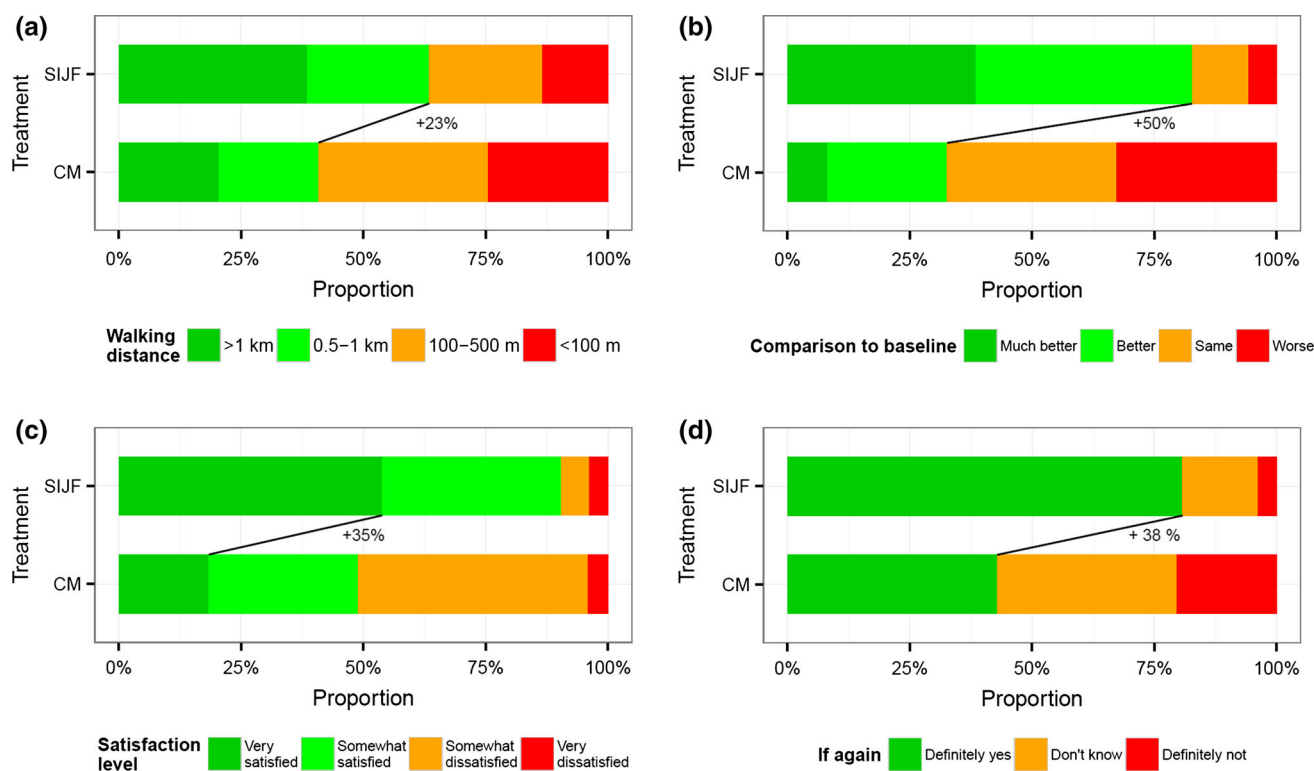 (a)
Treatment
SIJF
CM
+23%
0% 25% 50% 75% 100%
Proportion
Walking distance >1 km 0.5−1 km 100−500 m <100 m
(b)
Treatment
SIJF
CM
+50%
0% 25% 50% 75% 100%
Proportion
Comparison to baseline Much better Better Same Worse
(c)
Treatment
SIJF
CM
+35%
0% 25% 50% 75% 100%
Proportion
Satisfaction level Very satisfied Somewhat satisfied Somewhat dissatisfied Very dissatisfied
(d)
Treatment
SIJF
CM
+ 38 %
0% 25% 50% 75% 100%
Proportion
If again Definitely yes Don't know Definitely not